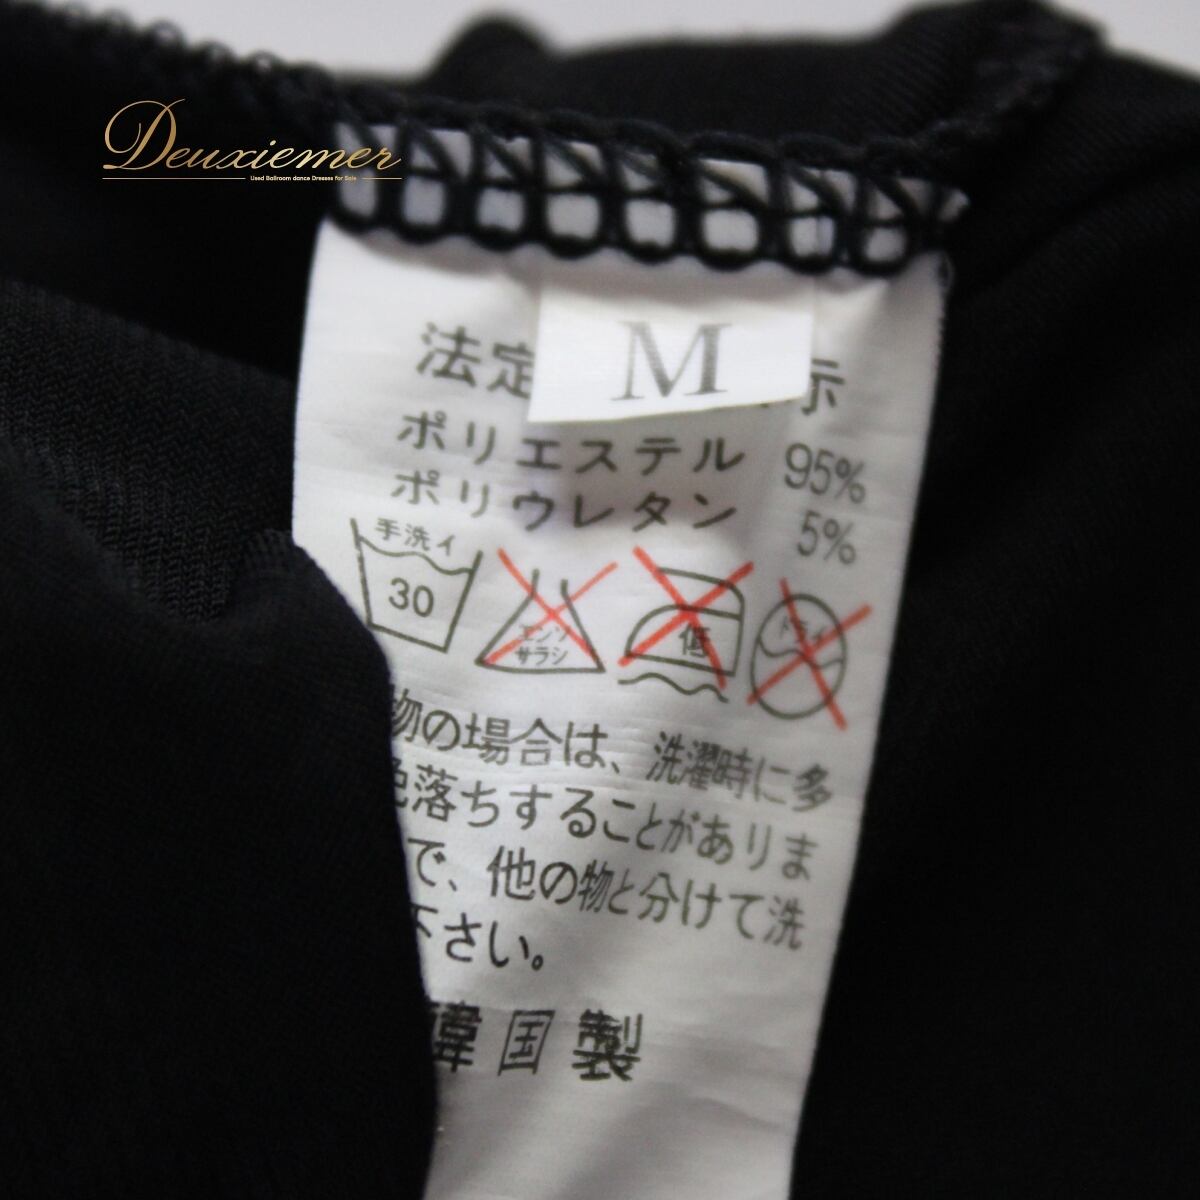 Deuxiemer
Used Ballroom dance Dresses for Sale
M
法定 示
ポリエステル 95%
ポリウレタン 5%
手洗イ
30
エンソ
サラシ
低
ドライ
物の場合は、洗濯時に多
色落ちすることがありま
で、他の物と分けて洗
下さい。
韓国製